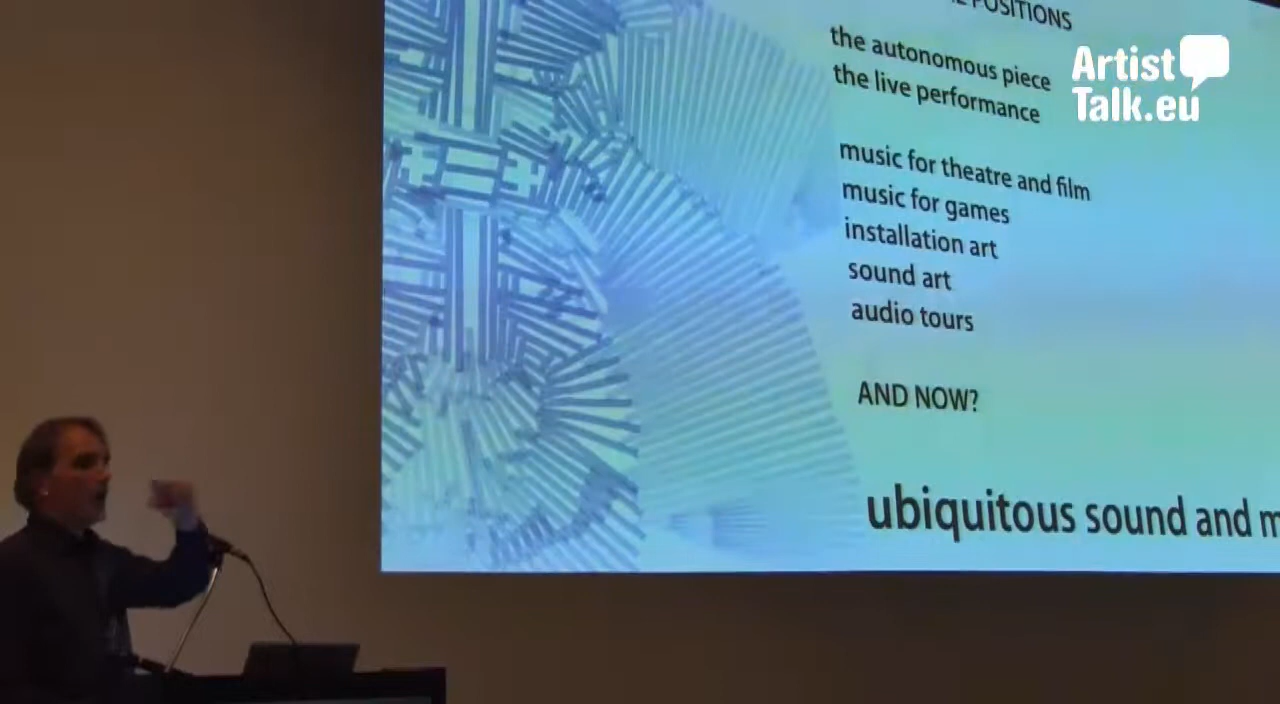 POSITIONS
the autonomous piece
the live performance
music for theatre and film
music for games
installation art
sound art
audio tours
AND NOW?
ubiquitous sound and
Artist
Talk.eu